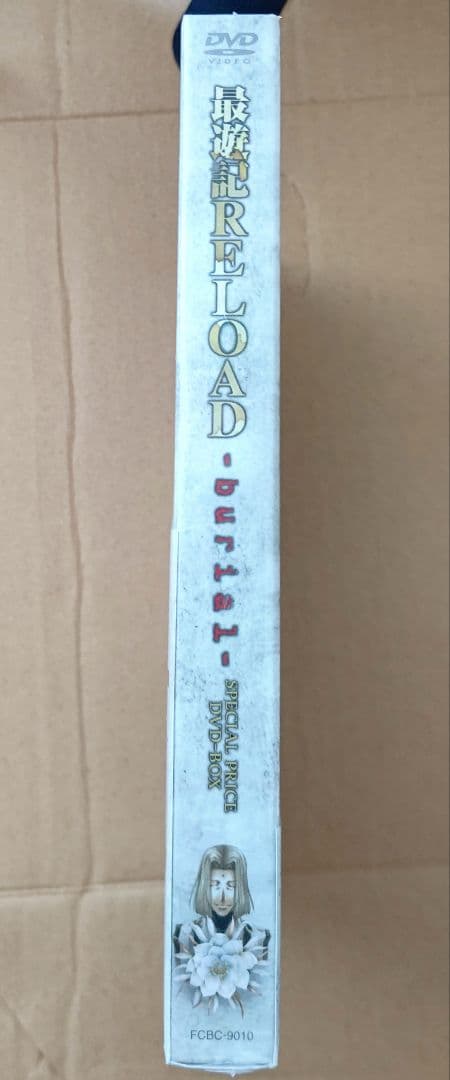 DVD
VIDEO
最遊記RELOAD
-burial-
SPECIAL PRICE
DVD-BOX
FCBC-9010